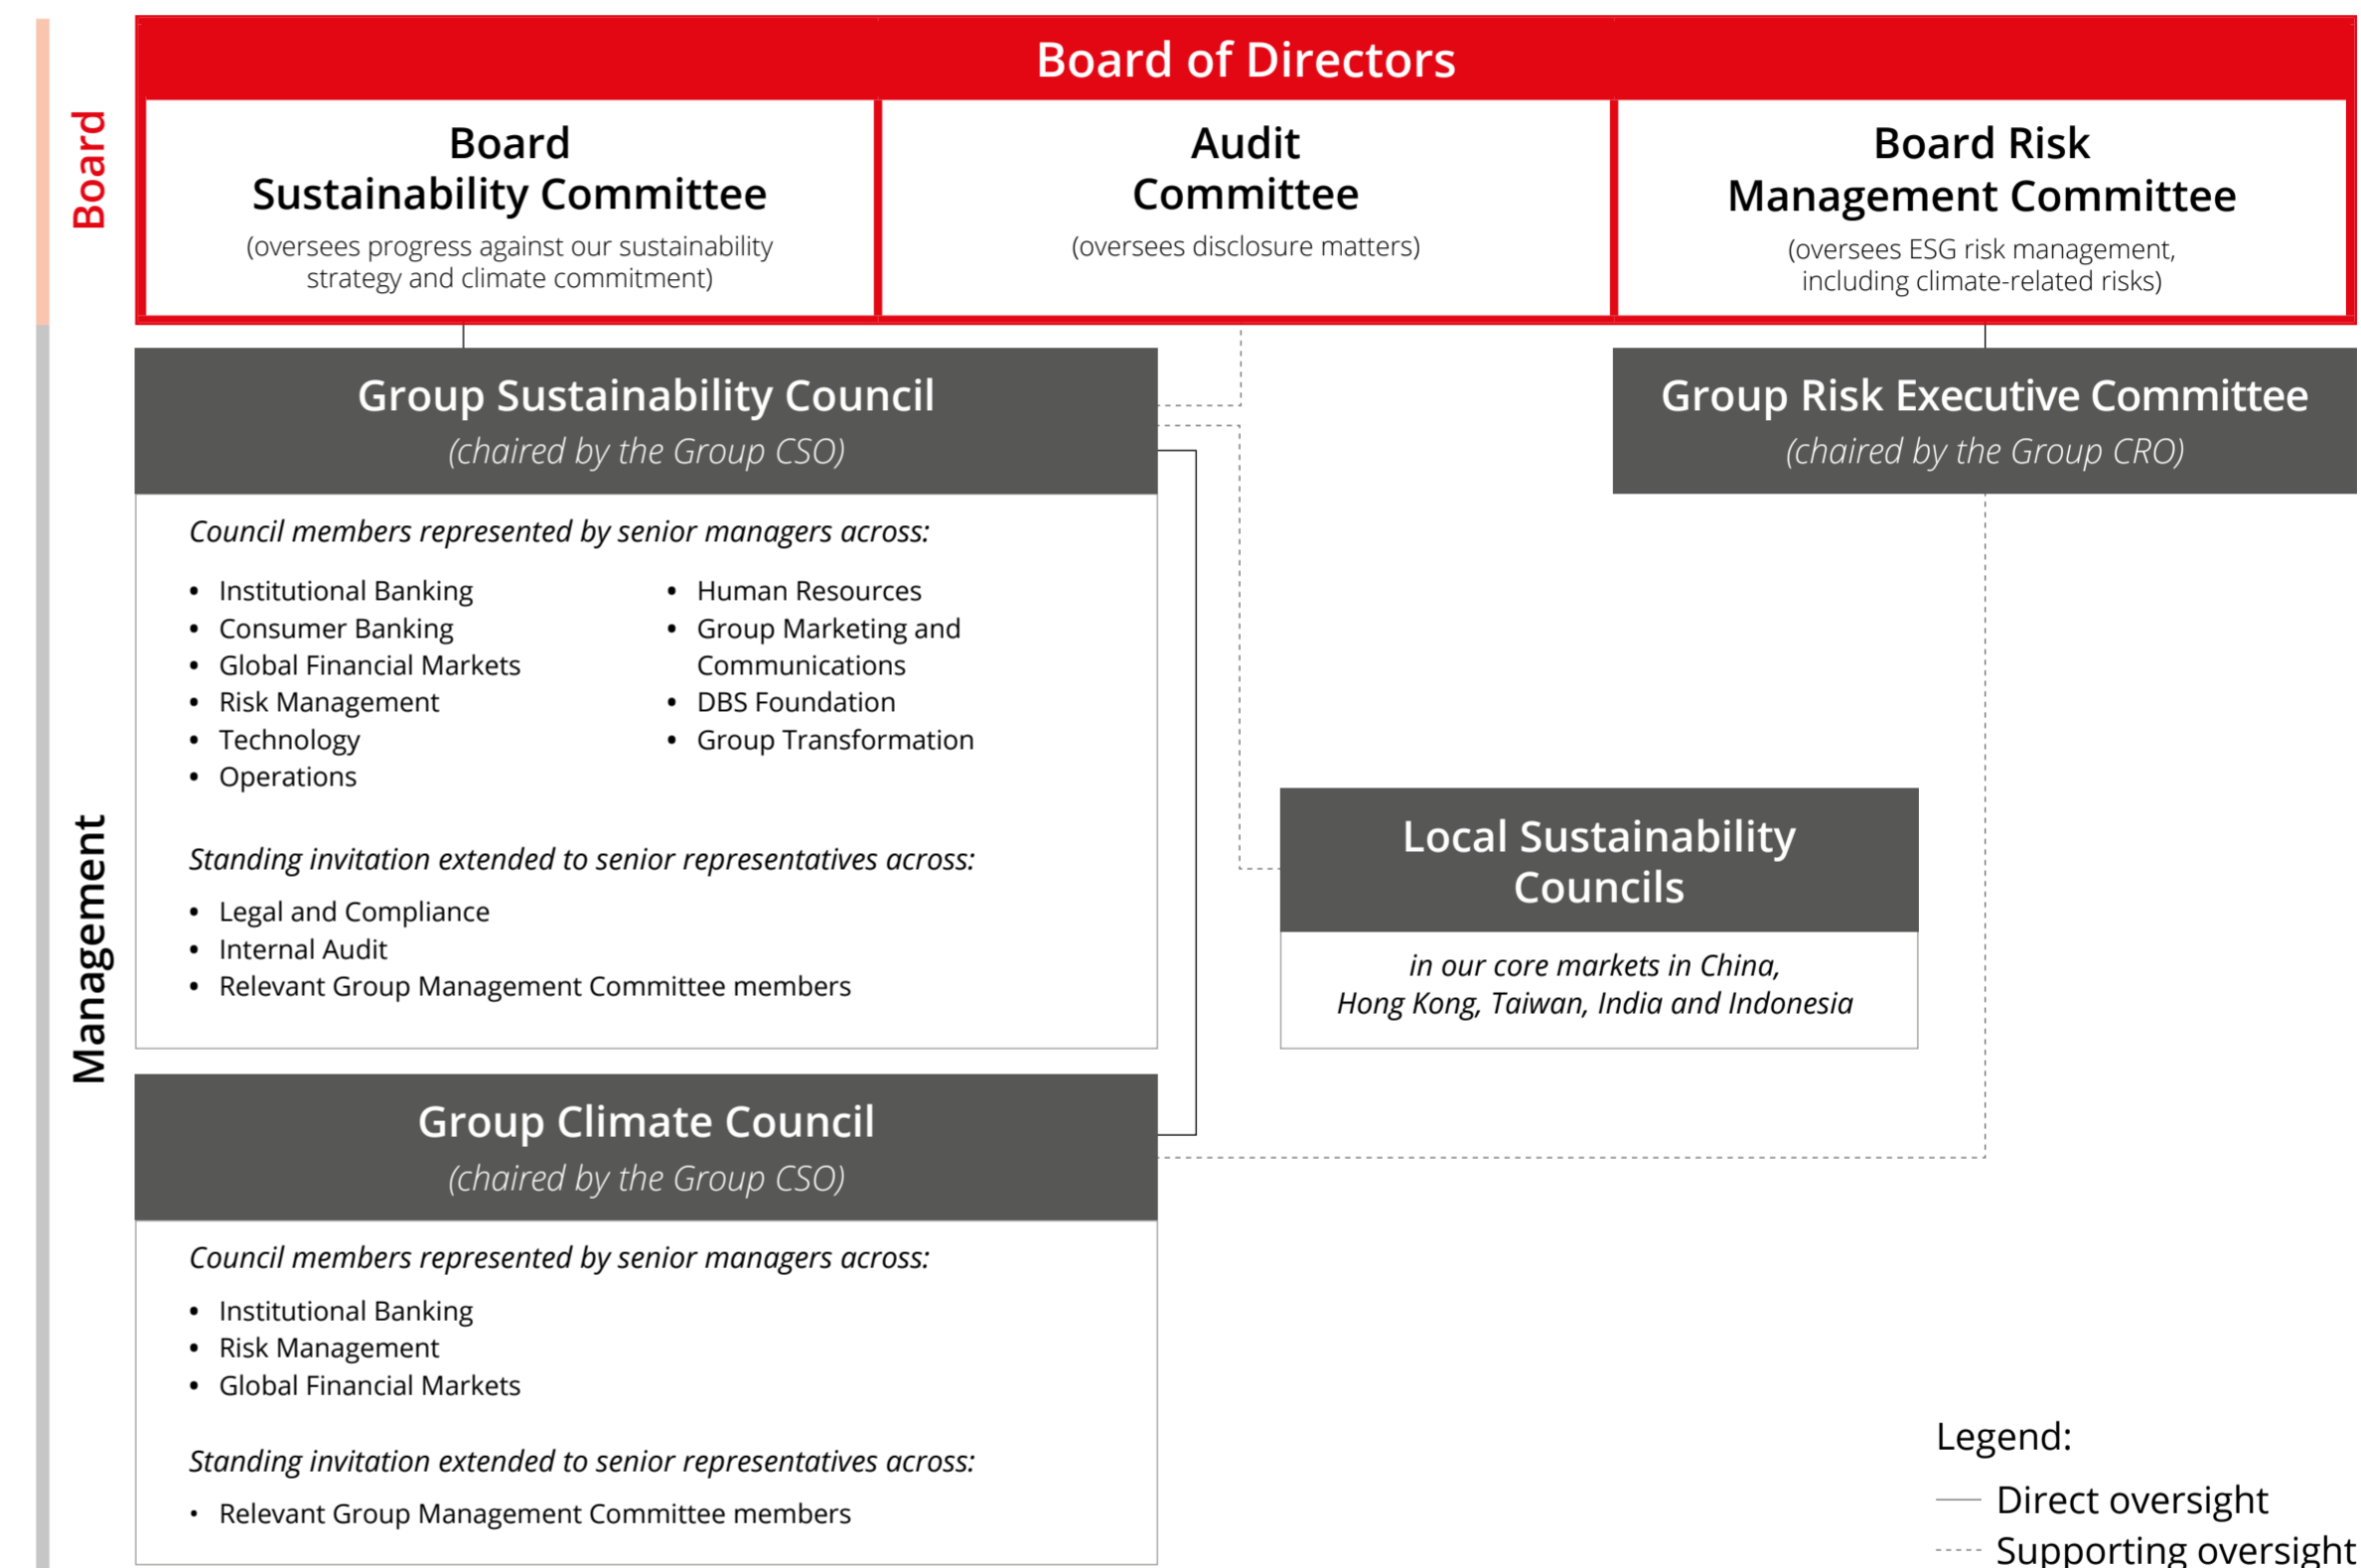 Board of Directors
Board
Board
Sustainability Committee
(oversees progress against our sustainability
strategy and climate commitment)
Audit
Committee
(oversees disclosure matters)
Board Risk
Management Committee
(oversees ESG risk management,
including climate-related risks)
Management
Group Sustainability Council
(chaired by the Group CSO)
Council members represented by senior managers across:
• Institutional Banking
• Consumer Banking
• Global Financial Markets
• Risk Management
• Technology
• Operations
• Human Resources
• Group Marketing and
Communications
• DBS Foundation
• Group Transformation
Standing invitation extended to senior representatives across:
• Legal and Compliance
• Internal Audit
• Relevant Group Management Committee members
Group Risk Executive Committee
(chaired by the Group CRO)
Local Sustainability
Councils
in our core markets in China,
Hong Kong, Taiwan, India and Indonesia
Group Climate Council
(chaired by the Group CSO)
Council members represented by senior managers across:
• Institutional Banking
• Risk Management
• Global Financial Markets
Standing invitation extended to senior representatives across:
• Relevant Group Management Committee members
Legend:
Direct oversight
Supporting oversight